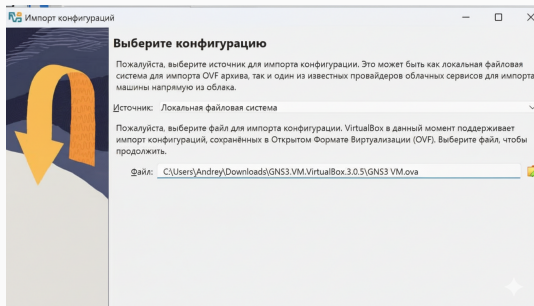 Импорт конфигураций
Выберите конфигурацию
Пожалуйста, выберите источник для импорта конфигурации. Это может быть как локальная файловая
система для импорта OVF архива, так и один из известных провайдеров облачных сервисов для импорта
машины напрямую из облака.
Источник: Локальная файловая система
Пожалуйста, выберите файл для импорта конфигурации. VirtualBox в данный момент поддерживает
импорт конфигураций, сохранённых в Открытом Формате Виртуализации (OVF). Выберите файл, чтобы
продолжить.
Файл: C:\Users\Andrey\Downloads\GNS3.VM.VirtualBox.3.0.5\GNS3 VM.ova